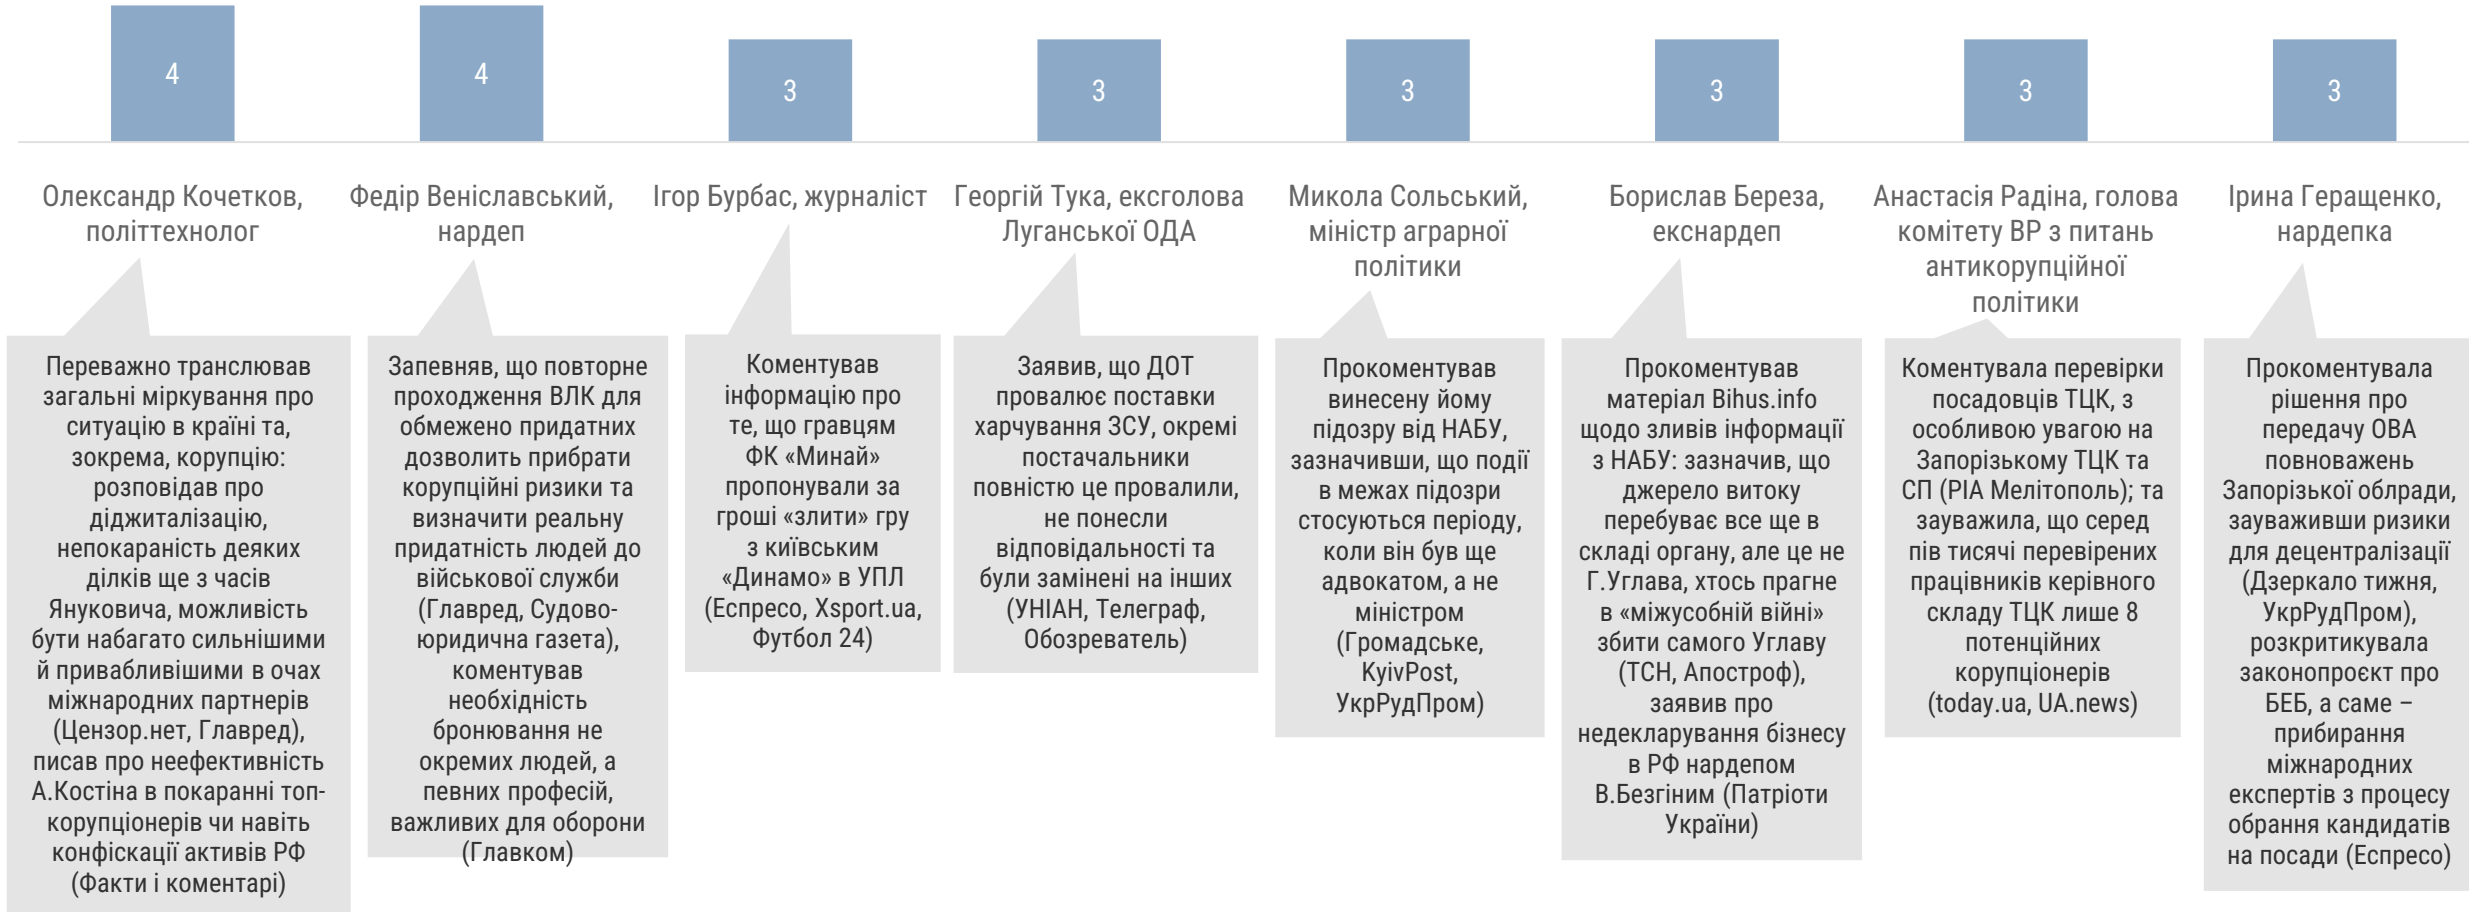 4
4
3
3
3
3
3
3
Олександр Кочетков,
політтехнолог
Федір Веніславський,
нардеп
Ігор Бурбас, журналіст
Георгій Тука, ексголова
Луганської ОДА
Микола Сольський,
міністр аграрної
політики
Борислав Береза,
екснардеп
Анастасія Радіна, голова
комітету ВР з питань
антикорупційної
політики
Ірина Геращенко,
нардепка
Переважно транслював
загальні міркування про
ситуацію в країні та,
зокрема, корупцію:
розповідав про
діджиталізацію,
непокараність деяких
ділків ще з часів
Януковича, можливість
бути набагато сильнішими
й привабливішими в очах
міжнародних партнерів
(Цензор.нет, Главред),
писав про неефективність
А.Костіна в покаранні топ-
корупціонерів чи навіть
конфіскації активів РФ
(Факти і коментарі)
Запевняв, що повторне
проходження ВЛК для
обмежено придатних
дозволить прибрати
корупційні ризики та
визначити реальну
придатність людей до
військової служби
(Главред, Судово-
юридична газета),
коментував
необхідність
бронювання не
окремих людей, а
певних професій,
важливих для оборони
(Главком)
Коментував
інформацію про
те, що гравцям
ФК «Минай»
пропонували за
гроші «злити» гру
з київським
«Динамо» в УПЛ
(Еспресо, Xsport.ua,
Футбол 24)
Заявив, що ДОТ
провалює поставки
харчування ЗСУ, окремі
постачальники
повністю це провалили,
не понесли
відповідальності та
були замінені на інших
(УНІАН, Телеграф,
Обозреватель)
Прокоментував
винесену йому
підозру від НАБУ,
зазначивши, що події
в межах підозри
стосуються періоду,
коли він був ще
адвокатом, а не
міністром
(Громадське,
KyivPost,
УкрРудПром)
Прокоментував
матеріал Bihus.info
щодо зливів інформації
з НАБУ: зазначив, що
джерело витоку
перебуває все ще в
складі органу, але це не
Г.Углава, хтось прагне
в «міжусобній війні»
збити самого Углаву
(ТСН, Апостроф),
заявив про
недекларування бізнесу
в РФ нардепом
В.Безгіним (Патріоти
України)
Коментувала перевірки
посадовців ТЦК, з
особливою увагою на
Запорізькому ТЦК та
СП (РІА Мелітополь); та
зауважила, що серед
пів тисячі перевірених
працівників керівного
складу ТЦК лише 8
потенційних
корупціонерів
(today.ua, UA.news)
Прокоментувала
рішення про
передачу ОВА
повноважень
Запорізької облради,
зауваживши ризики
для децентралізації
(Дзеркало тижня,
УкрРудПром),
розкритикувала
законопроєкт про
БЕБ, а саме –
прибирання
міжнародних
експертів з процесу
обрання кандидатів
на посади (Еспресо)